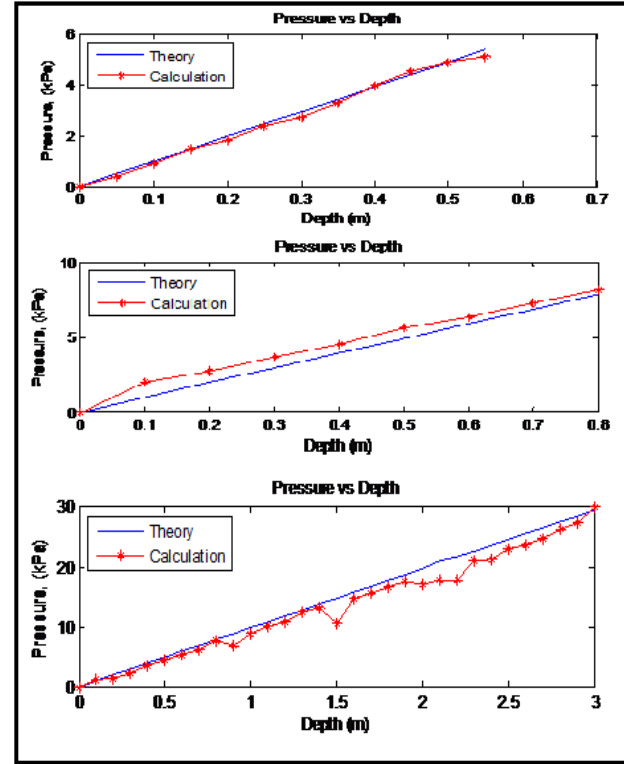 Pressure vs Depth
6
Theory
Calculation
4
Pressure, (kPa)
2
0
0 0.1 0.2 0.3 0.4 0.5 0.6 0.7
Depth (m)
Pressure vs Depth
10
Theory
Calculation
5
Pressure, (kPa)
0
0 0.1 0.2 0.3 0.4 0.5 0.6 0.7 0.8
Depth (m)
Pressure vs Depth
30
Theory
Calculation
20
Pressure, (kPa)
10
0
0 0.5 1 1.5 2 2.5 3
Depth (m)